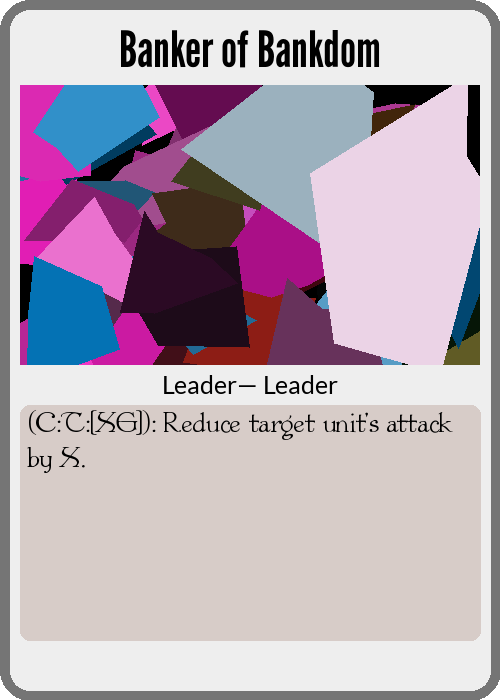 Banker of Bankdom
Leader— Leader
(C:T:[XG]): Reduce target unit's attack
by X.